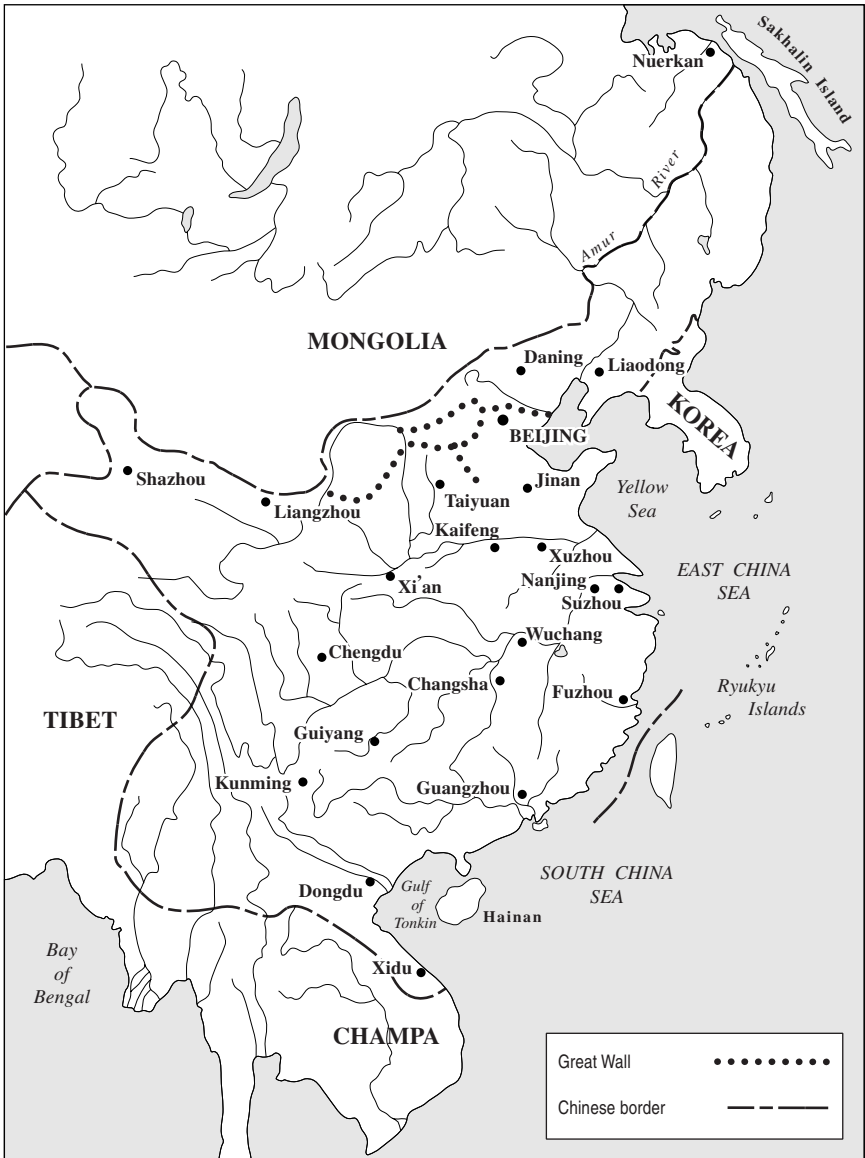 Nuerkan
Sakhalin Island
Amur River
MONGOLIA
Daning
Liaodong
KOREA
BEIJING
Shazhou
Liangzhou
Taiyuan
Jinan
Yellow
Sea
Kaifeng
Xuzhou
Xi'an
Nanjing
Suzhou
EAST CHINA
SEA
Wuchang
Chengdu
Changsha
Fuzhou
Ryukyu
Islands
TIBET
Guiyang
Kunming
Guangzhou
SOUTH CHINA
SEA
Dongdu
Gulf
of
Tonkin
Hainan
Bay
of
Bengal
Xidu
CHAMPA
Great Wall
Chinese border